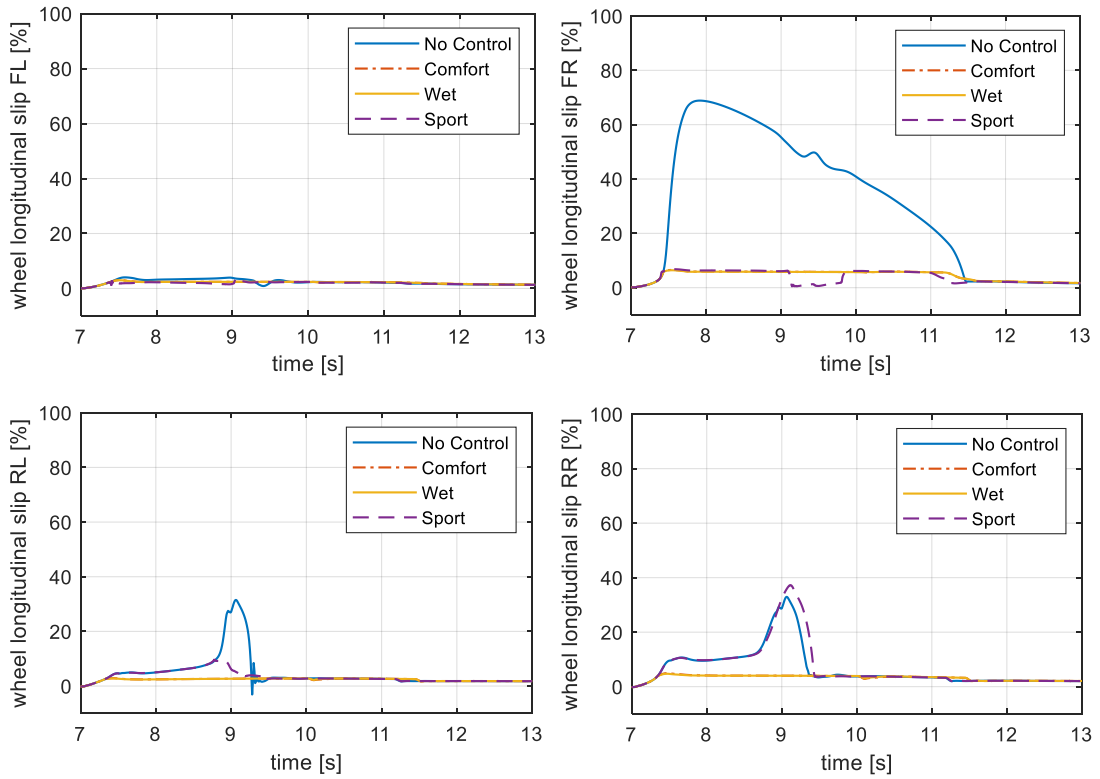 wheel longitudinal slip FL [%]
100
80
60
40
20
0
7 8 9 10 11 12 13
time [s]
No Control
Comfort
Wet
Sport
wheel longitudinal slip FR [%]
100
80
60
40
20
0
7 8 9 10 11 12 13
time [s]
No Control
Comfort
Wet
Sport
wheel longitudinal slip RL [%]
100
80
60
40
20
0
7 8 9 10 11 12 13
time [s]
No Control
Comfort
Wet
Sport
wheel longitudinal slip RR [%]
100
80
60
40
20
0
7 8 9 10 11 12 13
time [s]
No Control
Comfort
Wet
Sport